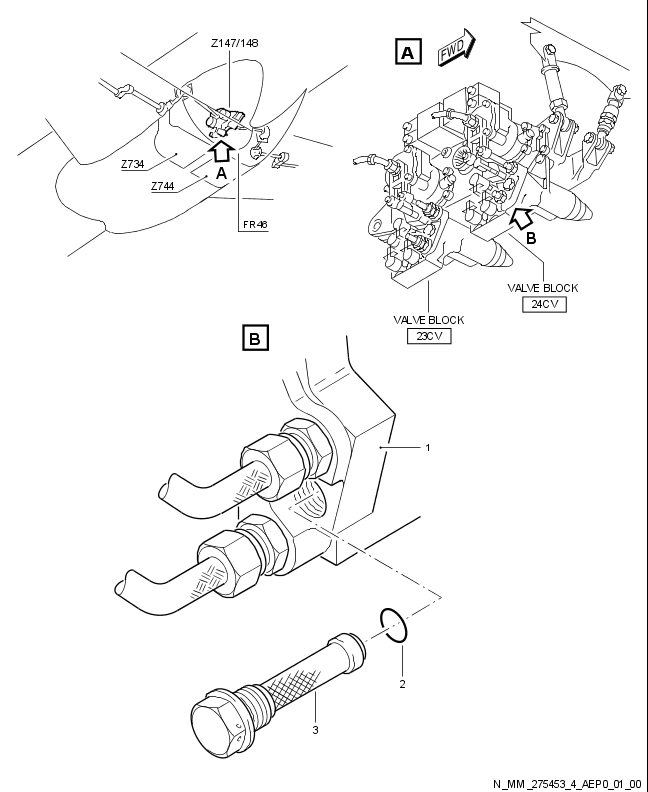 Z147/148
A
FWD
Z734
A
Z744
FR46
B
VALVE BLOCK
24CV
VALVE BLOCK
23CV
B
1
2
3
N_MM_275453_4_AEP0_01_00